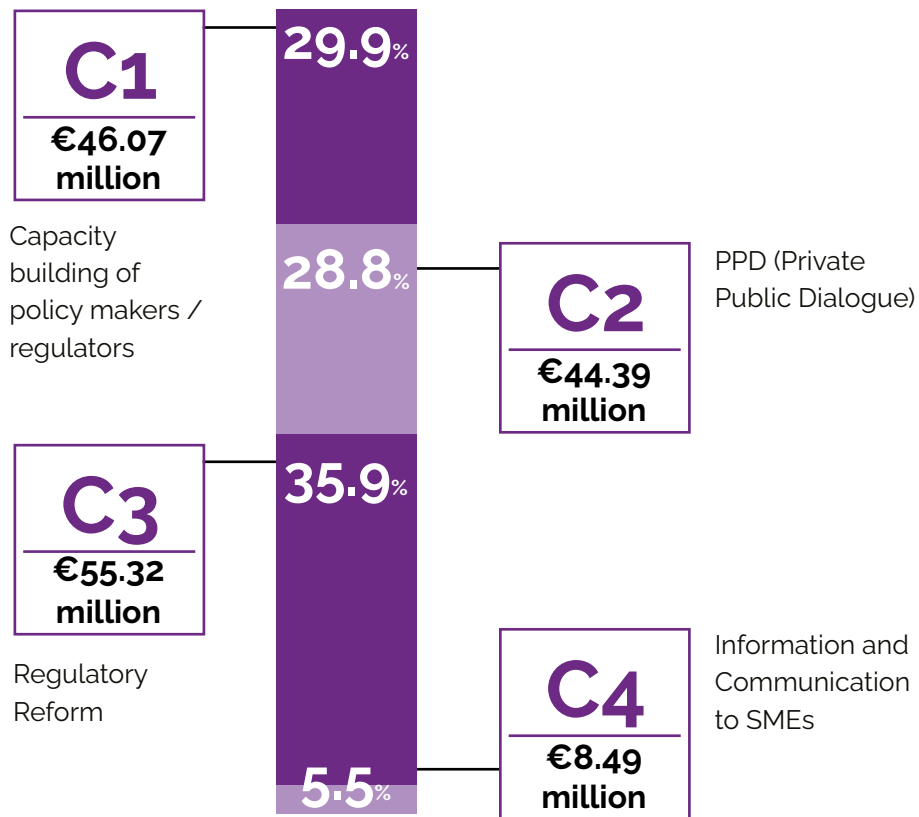 C1
€46.07
million
Capacity
building of
policy makers /
regulators
29.9%
28.8%
C2
€44.39
million
PPD (Private
Public Dialogue)
C3
€55.32
million
Regulatory
Reform
35.9%
5.5%
C4
€8.49
million
Information and
Communication
to SMEs